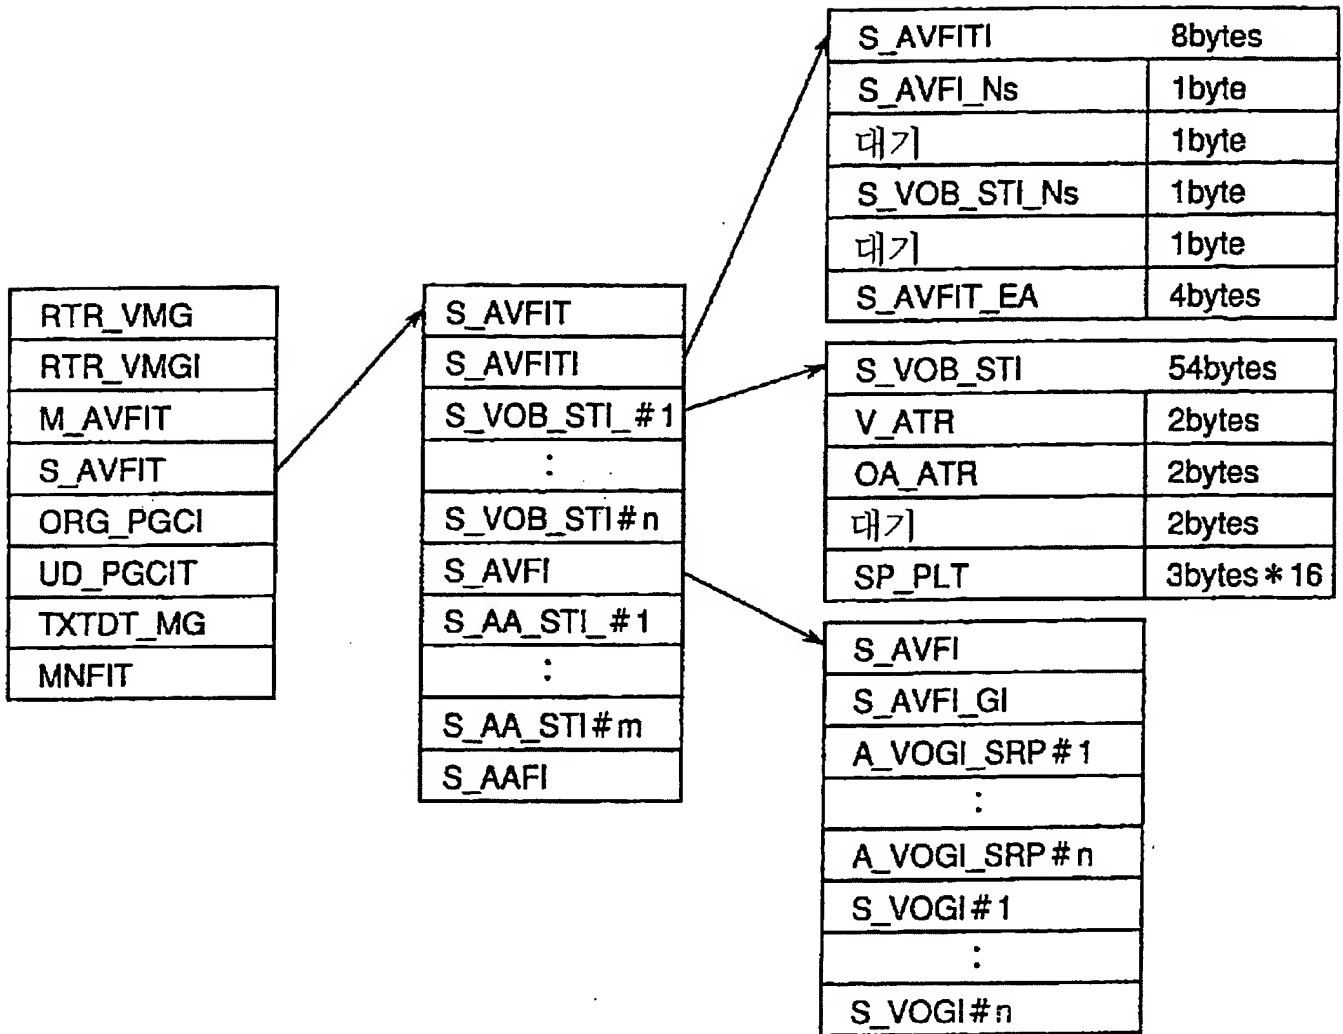 RTR_VMG
RTR_VMGI
M_AVFIT
S_AVFIT
ORG_PGCI
UD_PGCIT
TXTDT_MG
MNFIT
S_AVFIT
S_AVFITI
S_VOB_STI_#1
:
S_VOB_STI#n
S_AVFI
S_AA_STI_#1
:
S_AA_STI#m
S_AAFI
S_AVFITI 8bytes
S_AVFI_Ns 1byte
대기 1byte
S_VOB_STI_Ns 1byte
대기 1byte
S_AVFIT_EA 4bytes
S_VOB_STI 54bytes
V_ATR 2bytes
OA_ATR 2bytes
대기 2bytes
SP_PLT 3bytes*16
S_AVFI
S_AVFI_GI
A_VOGI_SRP#1
:
A_VOGI_SRP#n
S_VOGI#1
:
S_VOGI#n